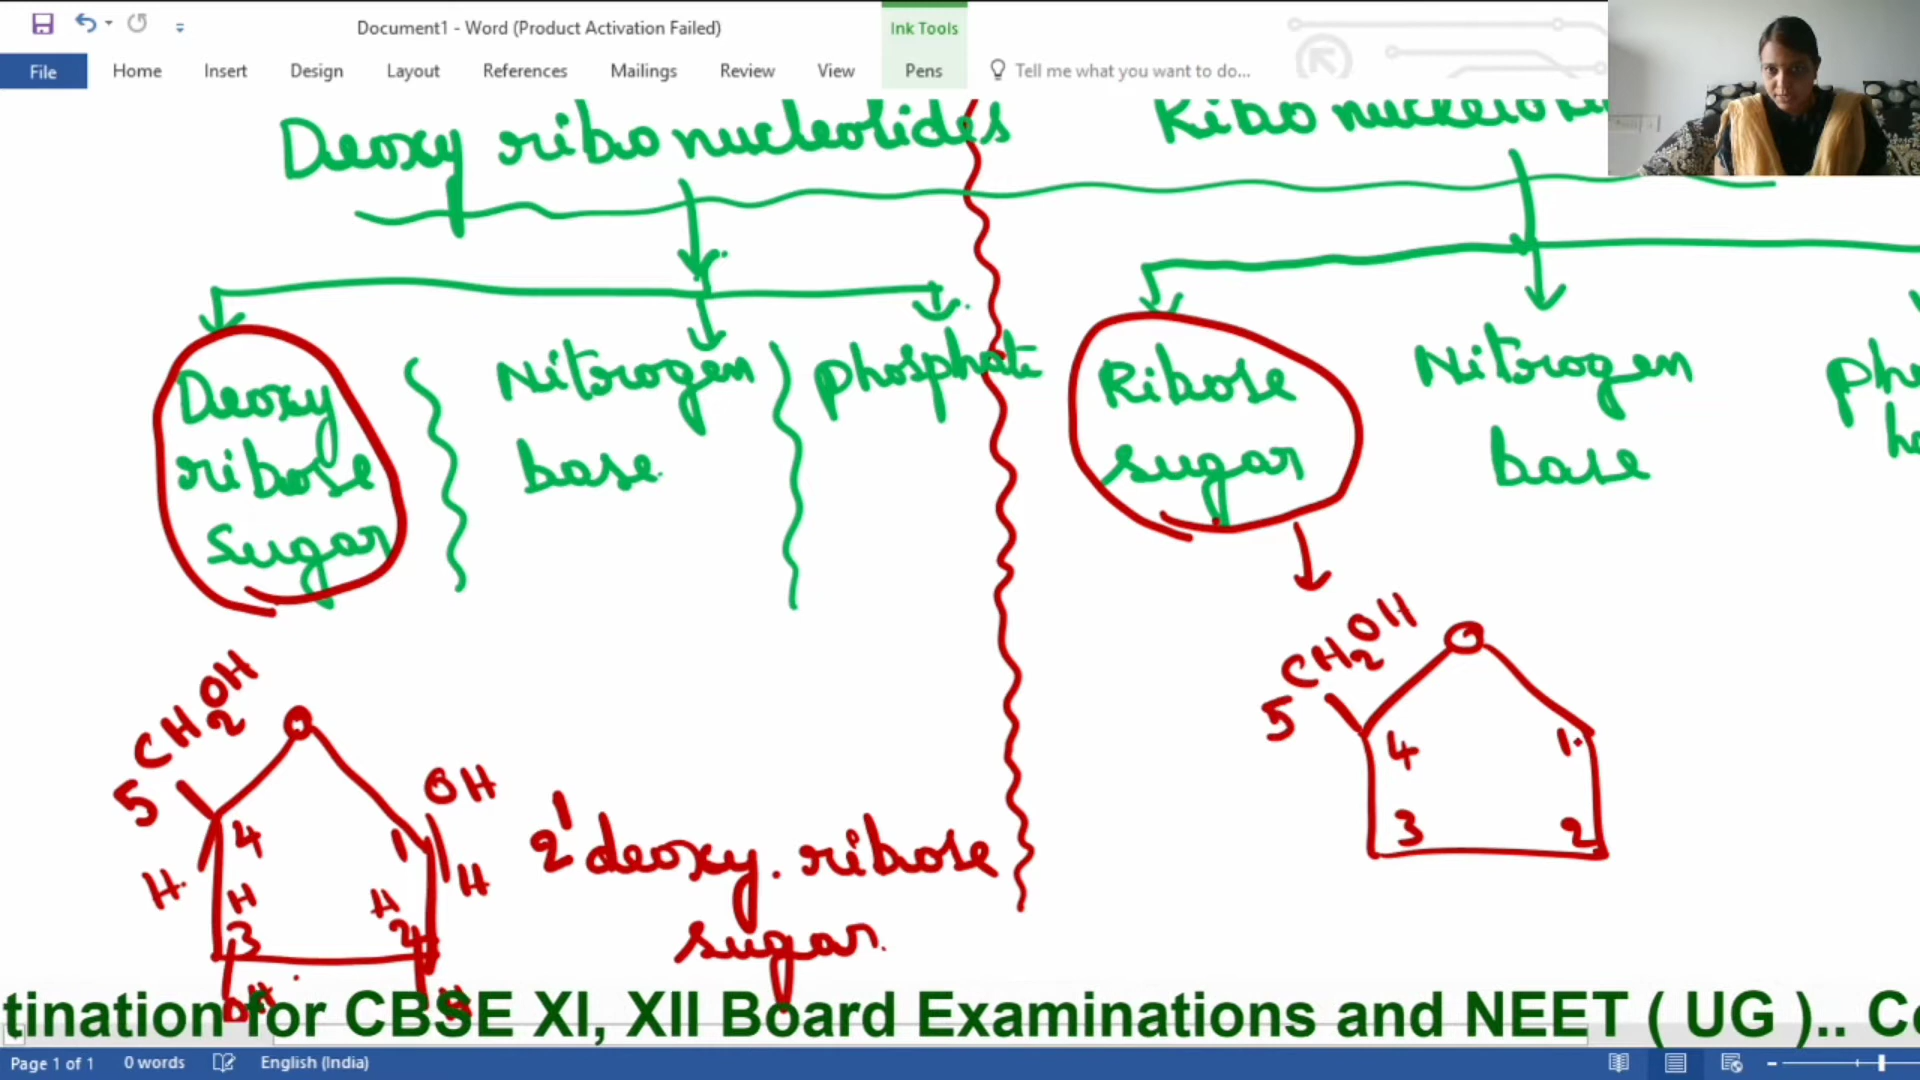 Document1 - Word (Product Activation Failed)
Ink Tools
File Home Insert Design Layout References Mailings Review View Pens Tell me what you want to do...
Deoxy ribo nucleotides
Ribo
Deoxy
ribose
Sugar
Nitrogen
base.
phosphate
Ribose
sugar
Nitrogen
base
CH2OH
5
4
H
H
3
OH
OH
1
H
H
2
H
2' deoxy. ribose
sugar.
CH2OH
5
4
1
3
2
tination for CBSE XI, XII Board Examinations and NEET ( UG )..
Page 1 of 1 0 words English (India)